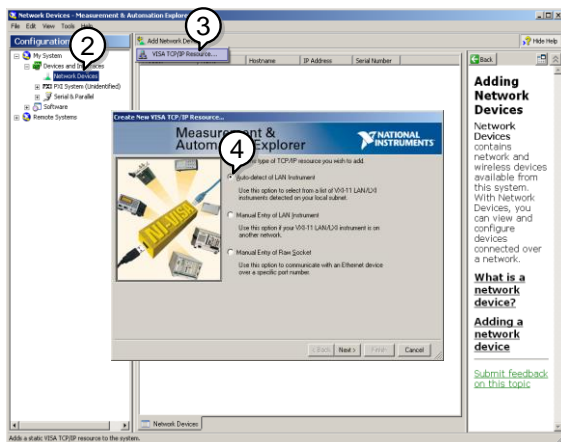 Network Devices - Measurement & Automation Explorer
File Edit View Tools Help
Configuration
2
3
Add Network Dev
Hide Help
VISA TCP/IP Resource...
Hostname
IP Address
Serial Number
My System
Devices and Interfaces
Network Devices
PXI PXI System (Unidentified)
Serial & Parallel
Software
Remote Systems
Back
Adding
Network
Devices
Network
Devices
contains
network and
wireless devices
available from
this system.
With Network
Devices, you
can view and
configure
devices
connected over
a network.
What is a
network
device?
Adding a
network
device
Submit feedback
on this topic
Create New VISA TCP/IP Resource...
Measurement &
Automation Explorer
NATIONAL
INSTRUMENTS
4
type of TCP/IP resource you wish to add.
Auto-detect of LAN Instrument
Use this option to select from a list of VXI-11 LAN/LXI
instruments detected on your local subnet.
Manual Entry of LAN Instrument
Use this option if your VXI-11 LAN/LXI instrument is on
another network.
Manual Entry of Raw Socket
Use this option to communicate with an Ethernet device
over a specific port number.
NI-VISA
< Back
Next >
Finish
Cancel
Network Devices
Adds a static VISA TCP/IP resource to the system.